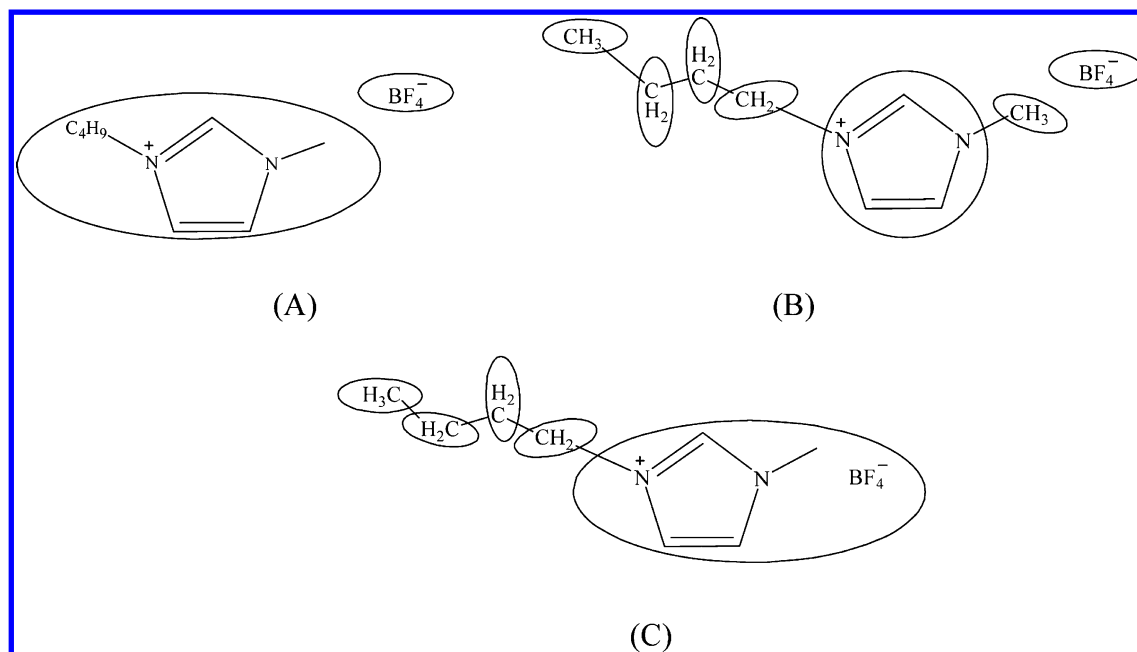 BF₄⁻
C₄H₉
N⁺
N
(A)
CH₃
H₂
C
H₂
C
CH₂
BF₄⁻
CH₃
N⁺
N
(B)
H₃C
H₂C
H₂
C
CH₂
N⁺
N
BF₄⁻
(C)